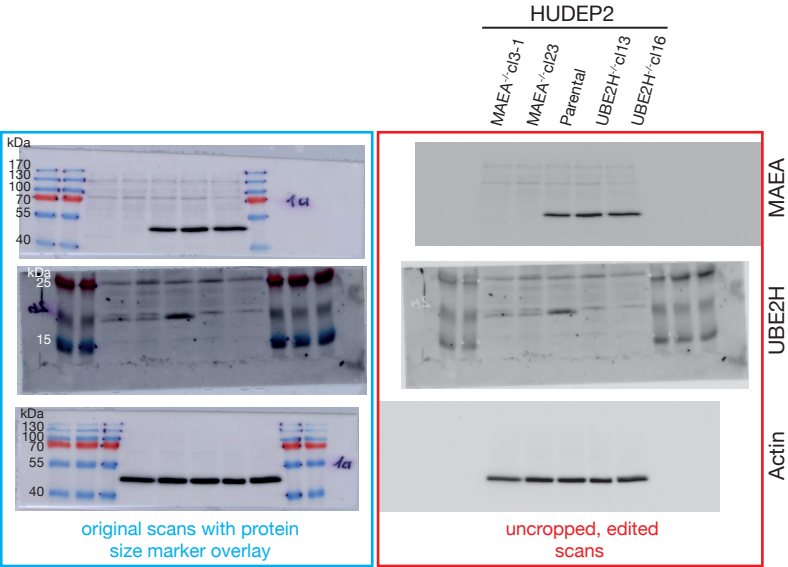 HUDEP2
MAEA-/-cl3-1
MAEA-/-cl23
Parental
UBE2H-/-cl13
UBE2H-/-cl16
kDa
170
130
100
70
55
40
1a
MAEA
kDa
25
15
UBE2H
kDa
130
100
70
55
40
1a
Actin
original scans with protein
size marker overlay
uncropped, edited
scans